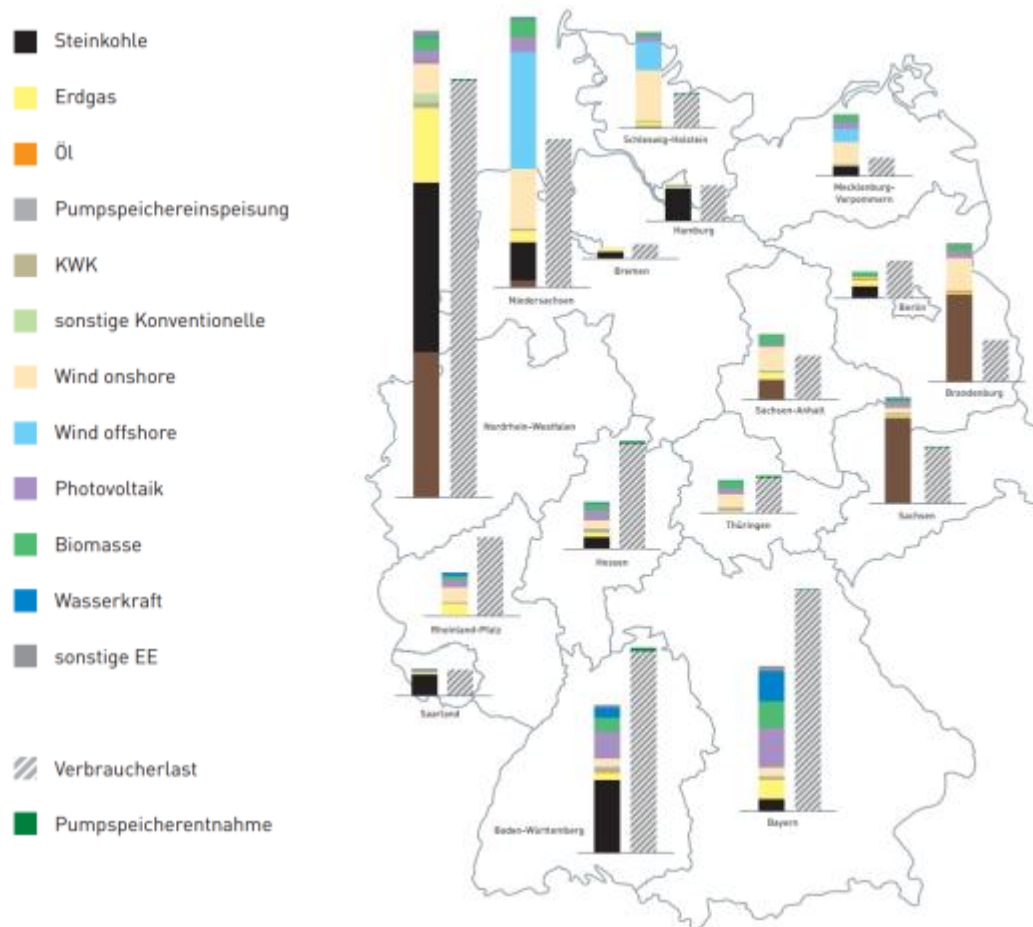 Steinkohle
Erdgas
Öl
Pumpspeichereinspeisung
KWK
sonstige Konventionelle
Wind onshore
Wind offshore
Photovoltaik
Biomasse
Wasserkraft
sonstige EE
Verbraucherlast
Pumpspeicherentnahme
Schleswig-Holstein
Mecklenburg-
Vorpommern
Hamburg
Bremen
Niedersachsen
Berlin
Brandenburg
Sachsen-Anhalt
Nordrhein-Westfalen
Sachsen
Thüringen
Hessen
Rheinland-Pfalz
Saarland
Baden-Württemberg
Bayern